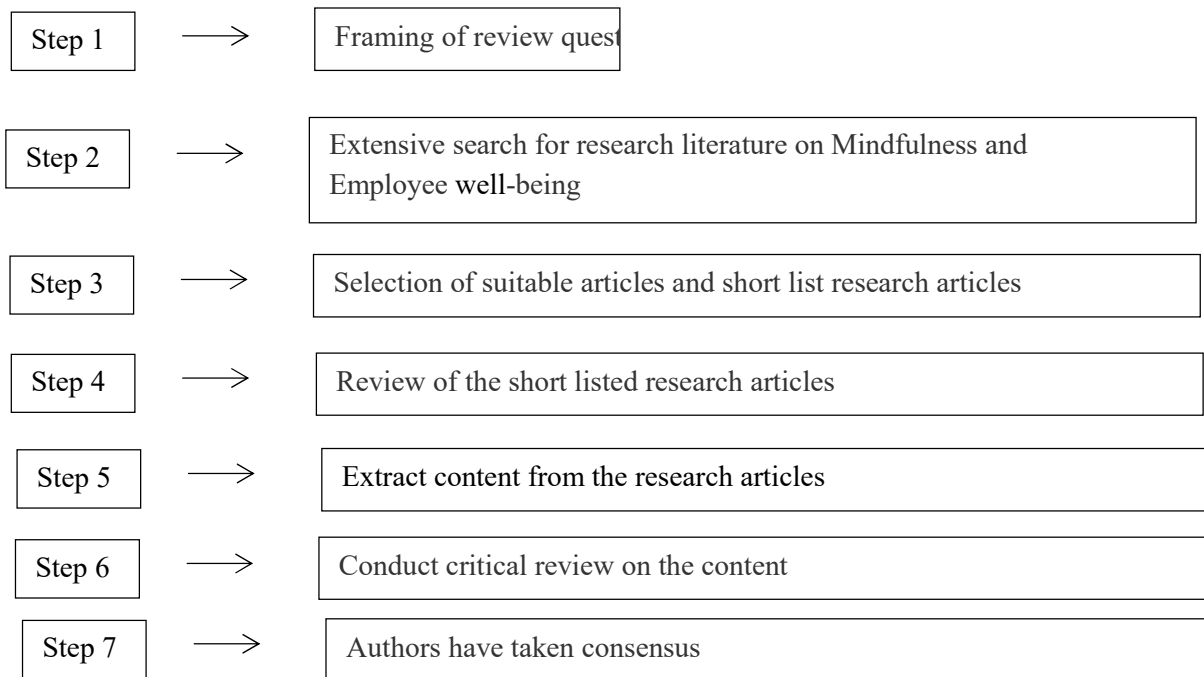 Step 1
Framing of review quest
Step 2
Extensive search for research literature on Mindfulness and
Employee well-being
Step 3
Selection of suitable articles and short list research articles
Step 4
Review of the short listed research articles
Step 5
Extract content from the research articles
Step 6
Conduct critical review on the content
Step 7
Authors have taken consensus